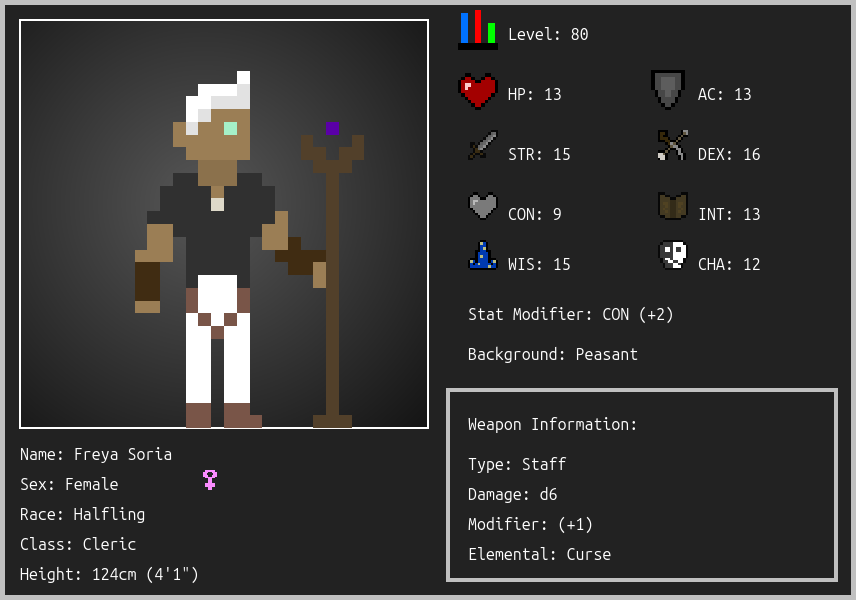 Level: 80
HP: 13
AC: 13
STR: 15
DEX: 16
CON: 9
INT: 13
WIS: 15
CHA: 12
Stat Modifier: CON (+2)
Background: Peasant
Weapon Information:
Type: Staff
Damage: d6
Modifier: (+1)
Elemental: Curse
Name: Freya Soria
Sex: Female
Race: Halfling
Class: Cleric
Height: 124cm (4'1")